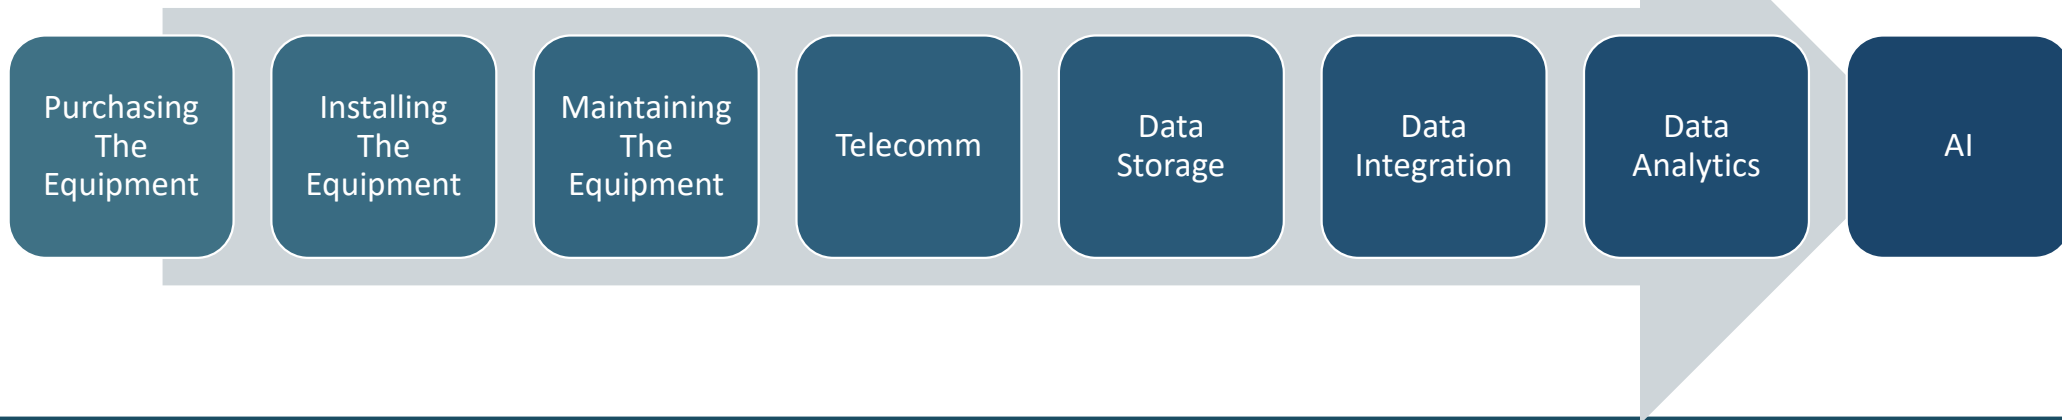 Purchasing
The
Equipment
Installing
The
Equipment
Maintaining
The
Equipment
Telecomm
Data
Storage
Data
Integration
Data
Analytics
AI